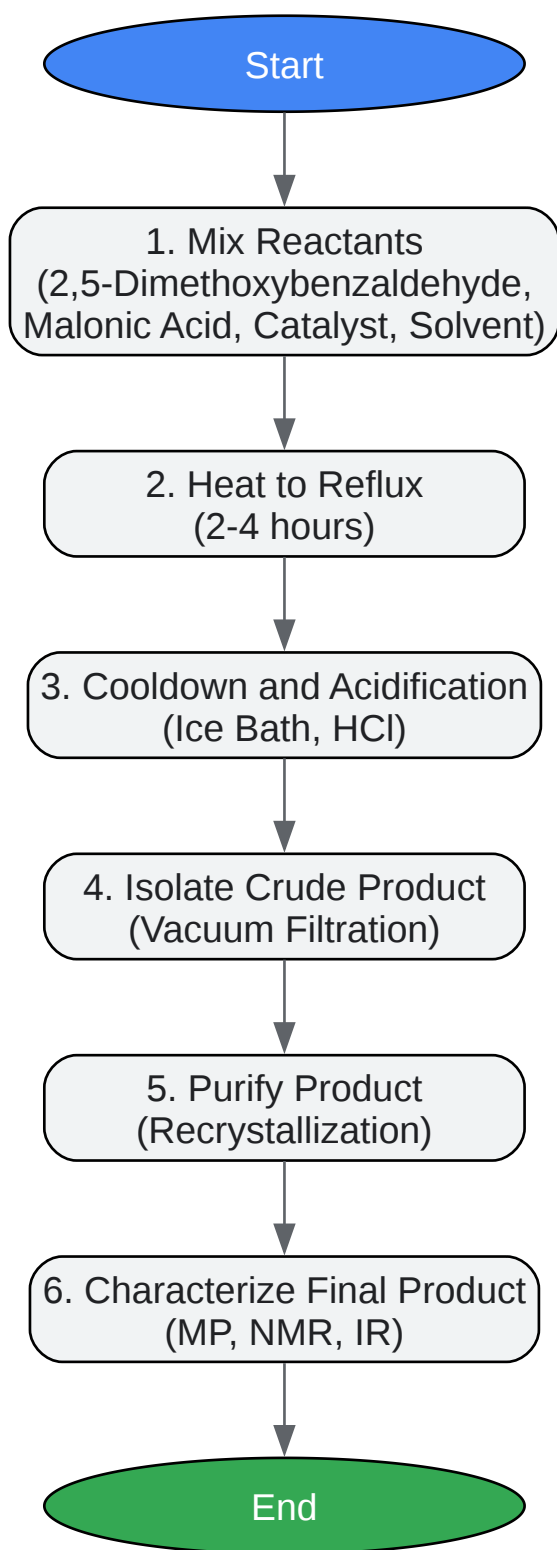 Start
1. Mix Reactants
(2,5-Dimethoxybenzaldehyde,
Malonic Acid, Catalyst, Solvent)
2. Heat to Reflux
(2-4 hours)
3. Cooldown and Acidification
(Ice Bath, HCl)
4. Isolate Crude Product
(Vacuum Filtration)
5. Purify Product
(Recrystallization)
6. Characterize Final Product
(MP, NMR, IR)
End